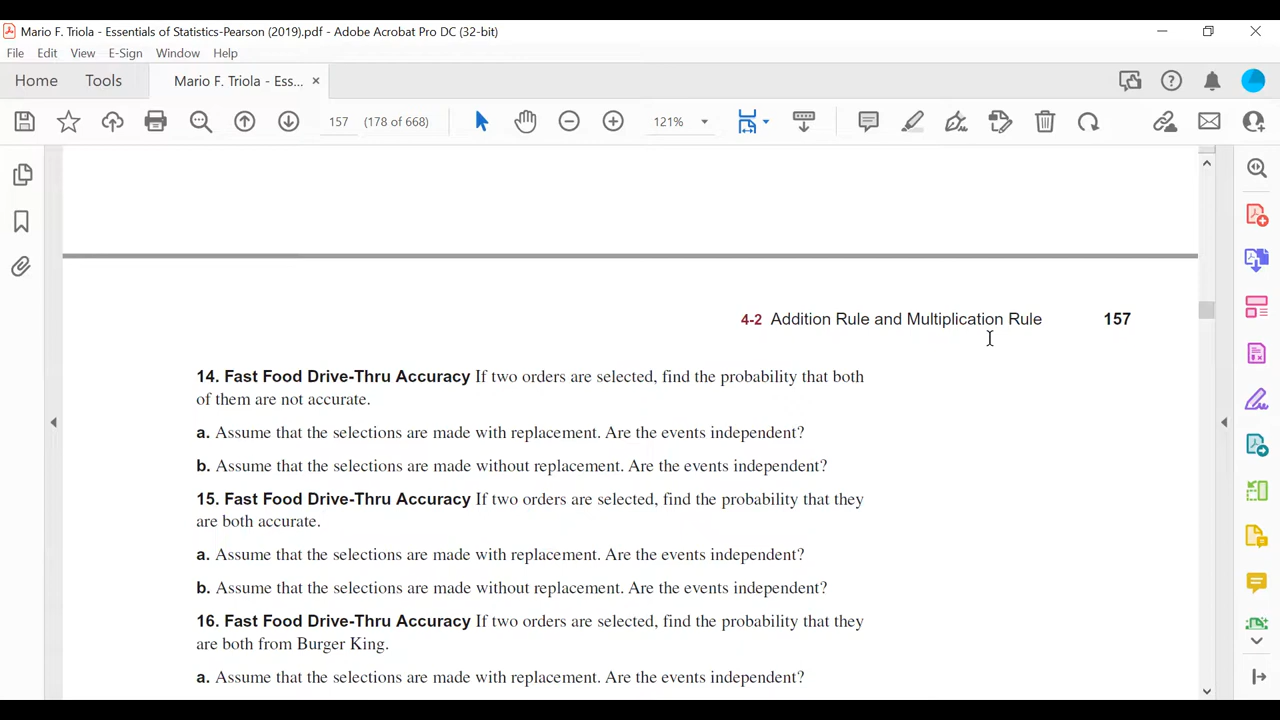 Mario F. Triola - Essentials of Statistics-Pearson (2019).pdf - Adobe Acrobat Pro DC (32-bit)
File Edit View E-Sign Window Help
Home Tools Mario F. Triola - Ess... ×
157 (178 of 668) 121%
4-2 Addition Rule and Multiplication Rule 157
14. Fast Food Drive-Thru Accuracy If two orders are selected, find the probability that both
of them are not accurate.
a. Assume that the selections are made with replacement. Are the events independent?
b. Assume that the selections are made without replacement. Are the events independent?
15. Fast Food Drive-Thru Accuracy If two orders are selected, find the probability that they
are both accurate.
a. Assume that the selections are made with replacement. Are the events independent?
b. Assume that the selections are made without replacement. Are the events independent?
16. Fast Food Drive-Thru Accuracy If two orders are selected, find the probability that they
are both from Burger King.
a. Assume that the selections are made with replacement. Are the events independent?